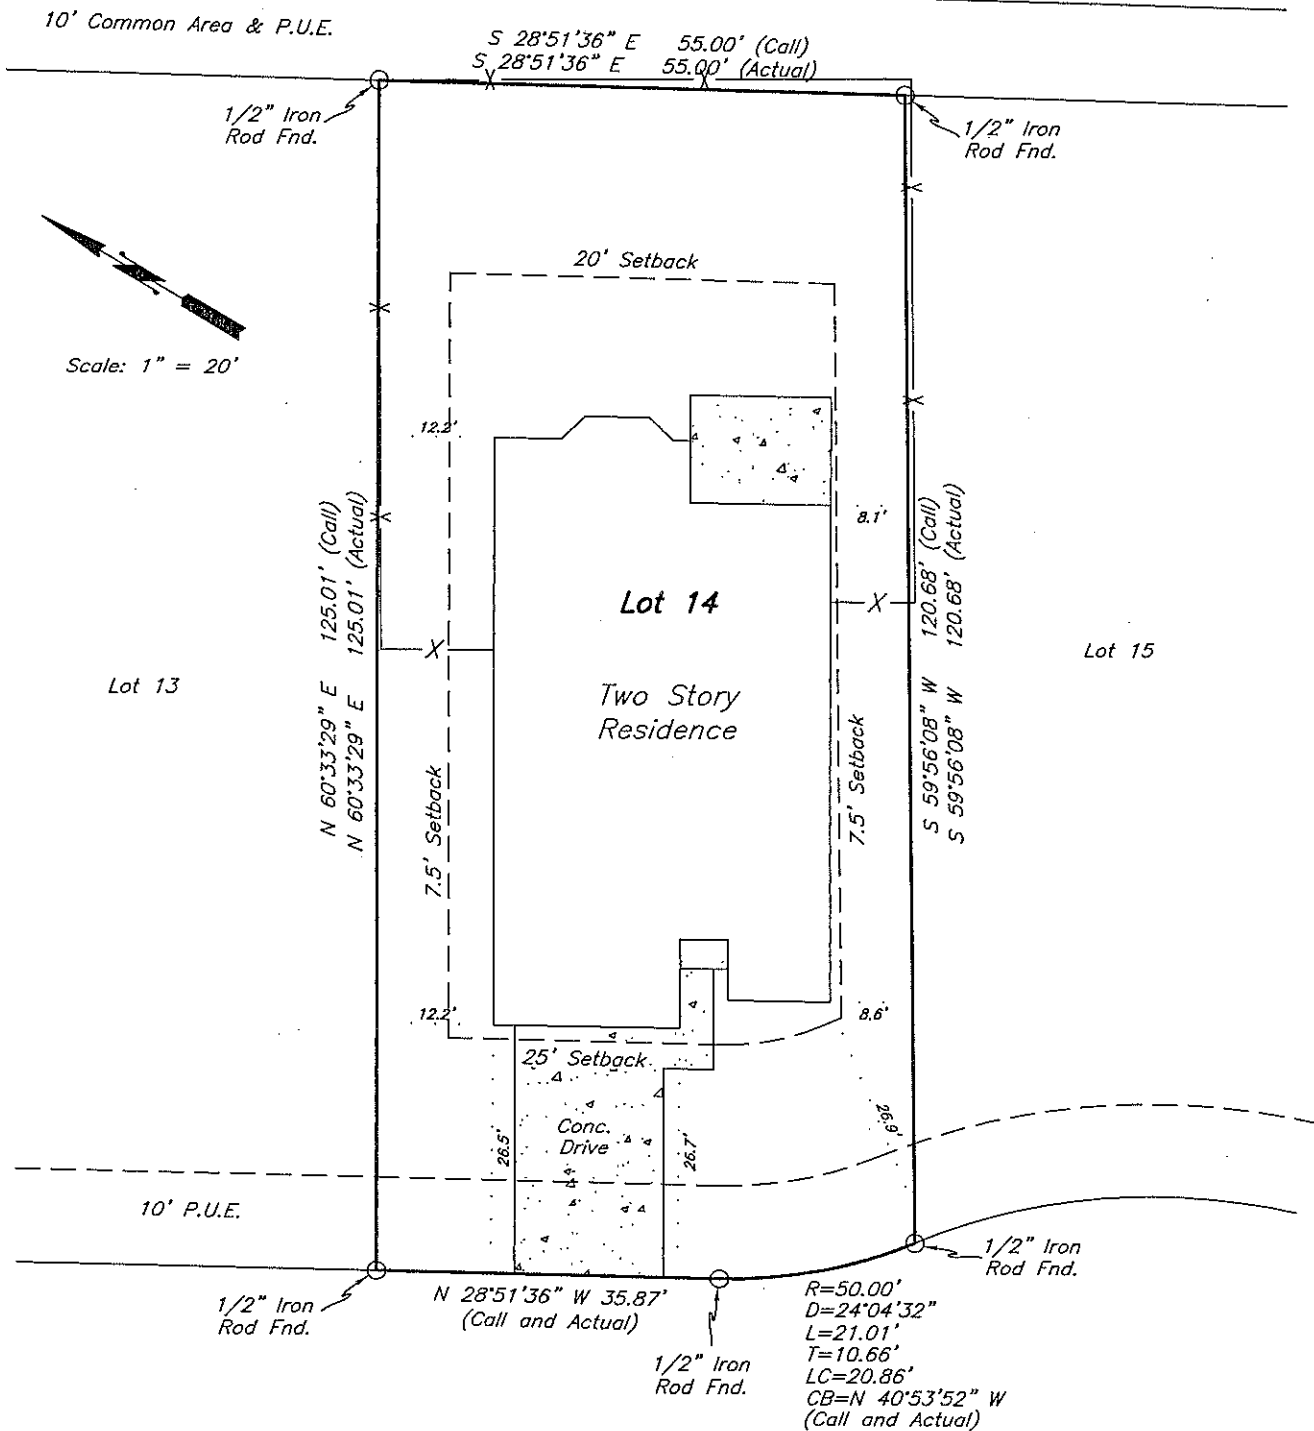 10' Common Area & P.U.E.
S 28°51'36" E 55.00' (Call)
S 28°51'36" E 55.00' (Actual)
1/2" Iron
Rod Fnd.
1/2" Iron
Rod Fnd.
20' Setback
Scale: 1" = 20'
12.2'
8.1'
N 60°33'29" E 125.01' (Call)
N 60°33'29" E 125.01' (Actual)
S 59°56'08" W 120.68' (Call)
S 59°56'08" W 120.68' (Actual)
Lot 14
Lot 13
Lot 15
Two Story
Residence
7.5' Setback
7.5' Setback
12.2'
8.6'
25' Setback
Conc.
Drive
26.5'
26.7'
26.9'
10' P.U.E.
1/2" Iron
Rod Fnd.
N 28°51'36" W 35.87'
(Call and Actual)
1/2" Iron
Rod Fnd.
1/2" Iron
Rod Fnd.
R=50.00'
D=24°04'32"
L=21.01'
T=10.66'
LC=20.86'
CB=N 40°53'52" W
(Call and Actual)